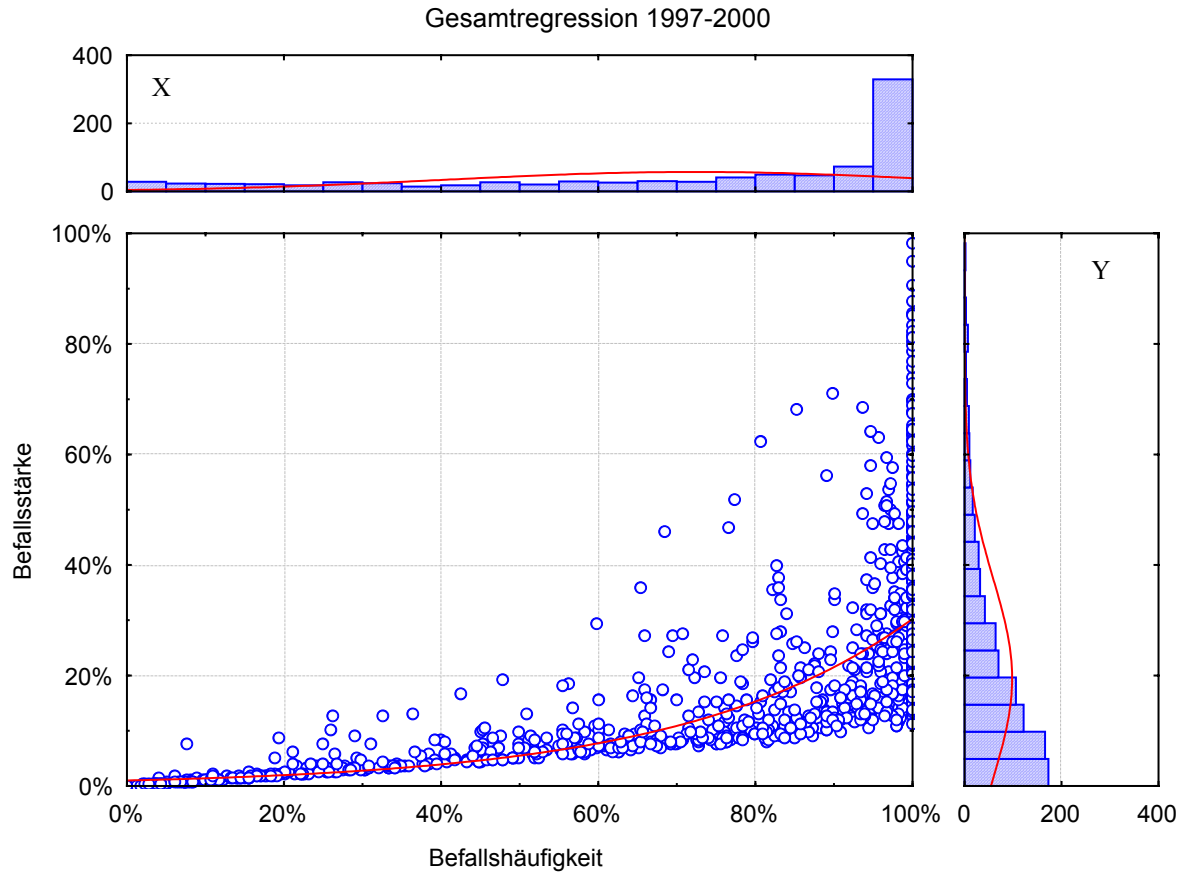 Gesamtregression 1997-2000
400
200
0
X
100%
80%
60%
40%
20%
0%
Befallsstärke
0% 20% 40% 60% 80% 100%
Befallshäufigkeit
Y
0 200 400